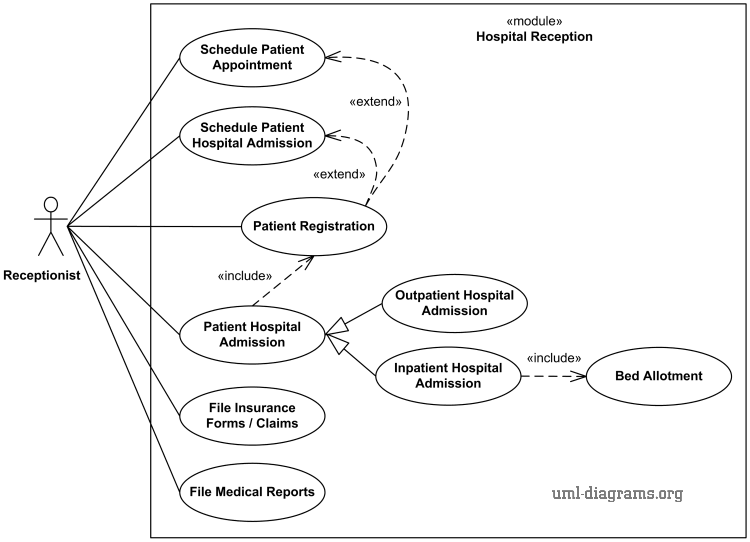 «module»
Hospital Reception
Schedule Patient
Appointment
«extend»
Schedule Patient
Hospital Admission
«extend»
Patient Registration
Receptionist
«include»
Outpatient Hospital
Admission
Patient Hospital
Admission
Inpatient Hospital
Admission
«include»
Bed Allotment
File Insurance
Forms / Claims
File Medical Reports
uml-diagrams.org